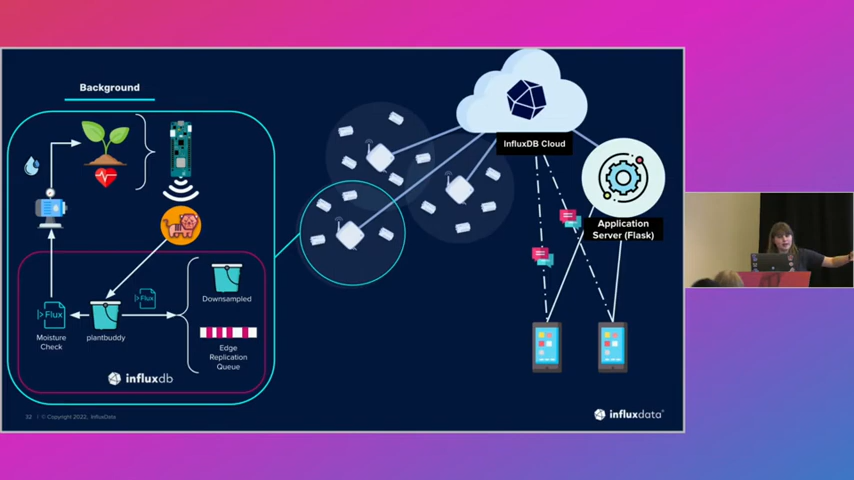 Background
InfluxDB Cloud
Application
Server (Flask)
Downsampled
Flux
Flux
Moisture
Check
plantbuddy
Edge
Replication
Queue
influxdb
32 | © Copyright 2022, InfluxData
influxdata